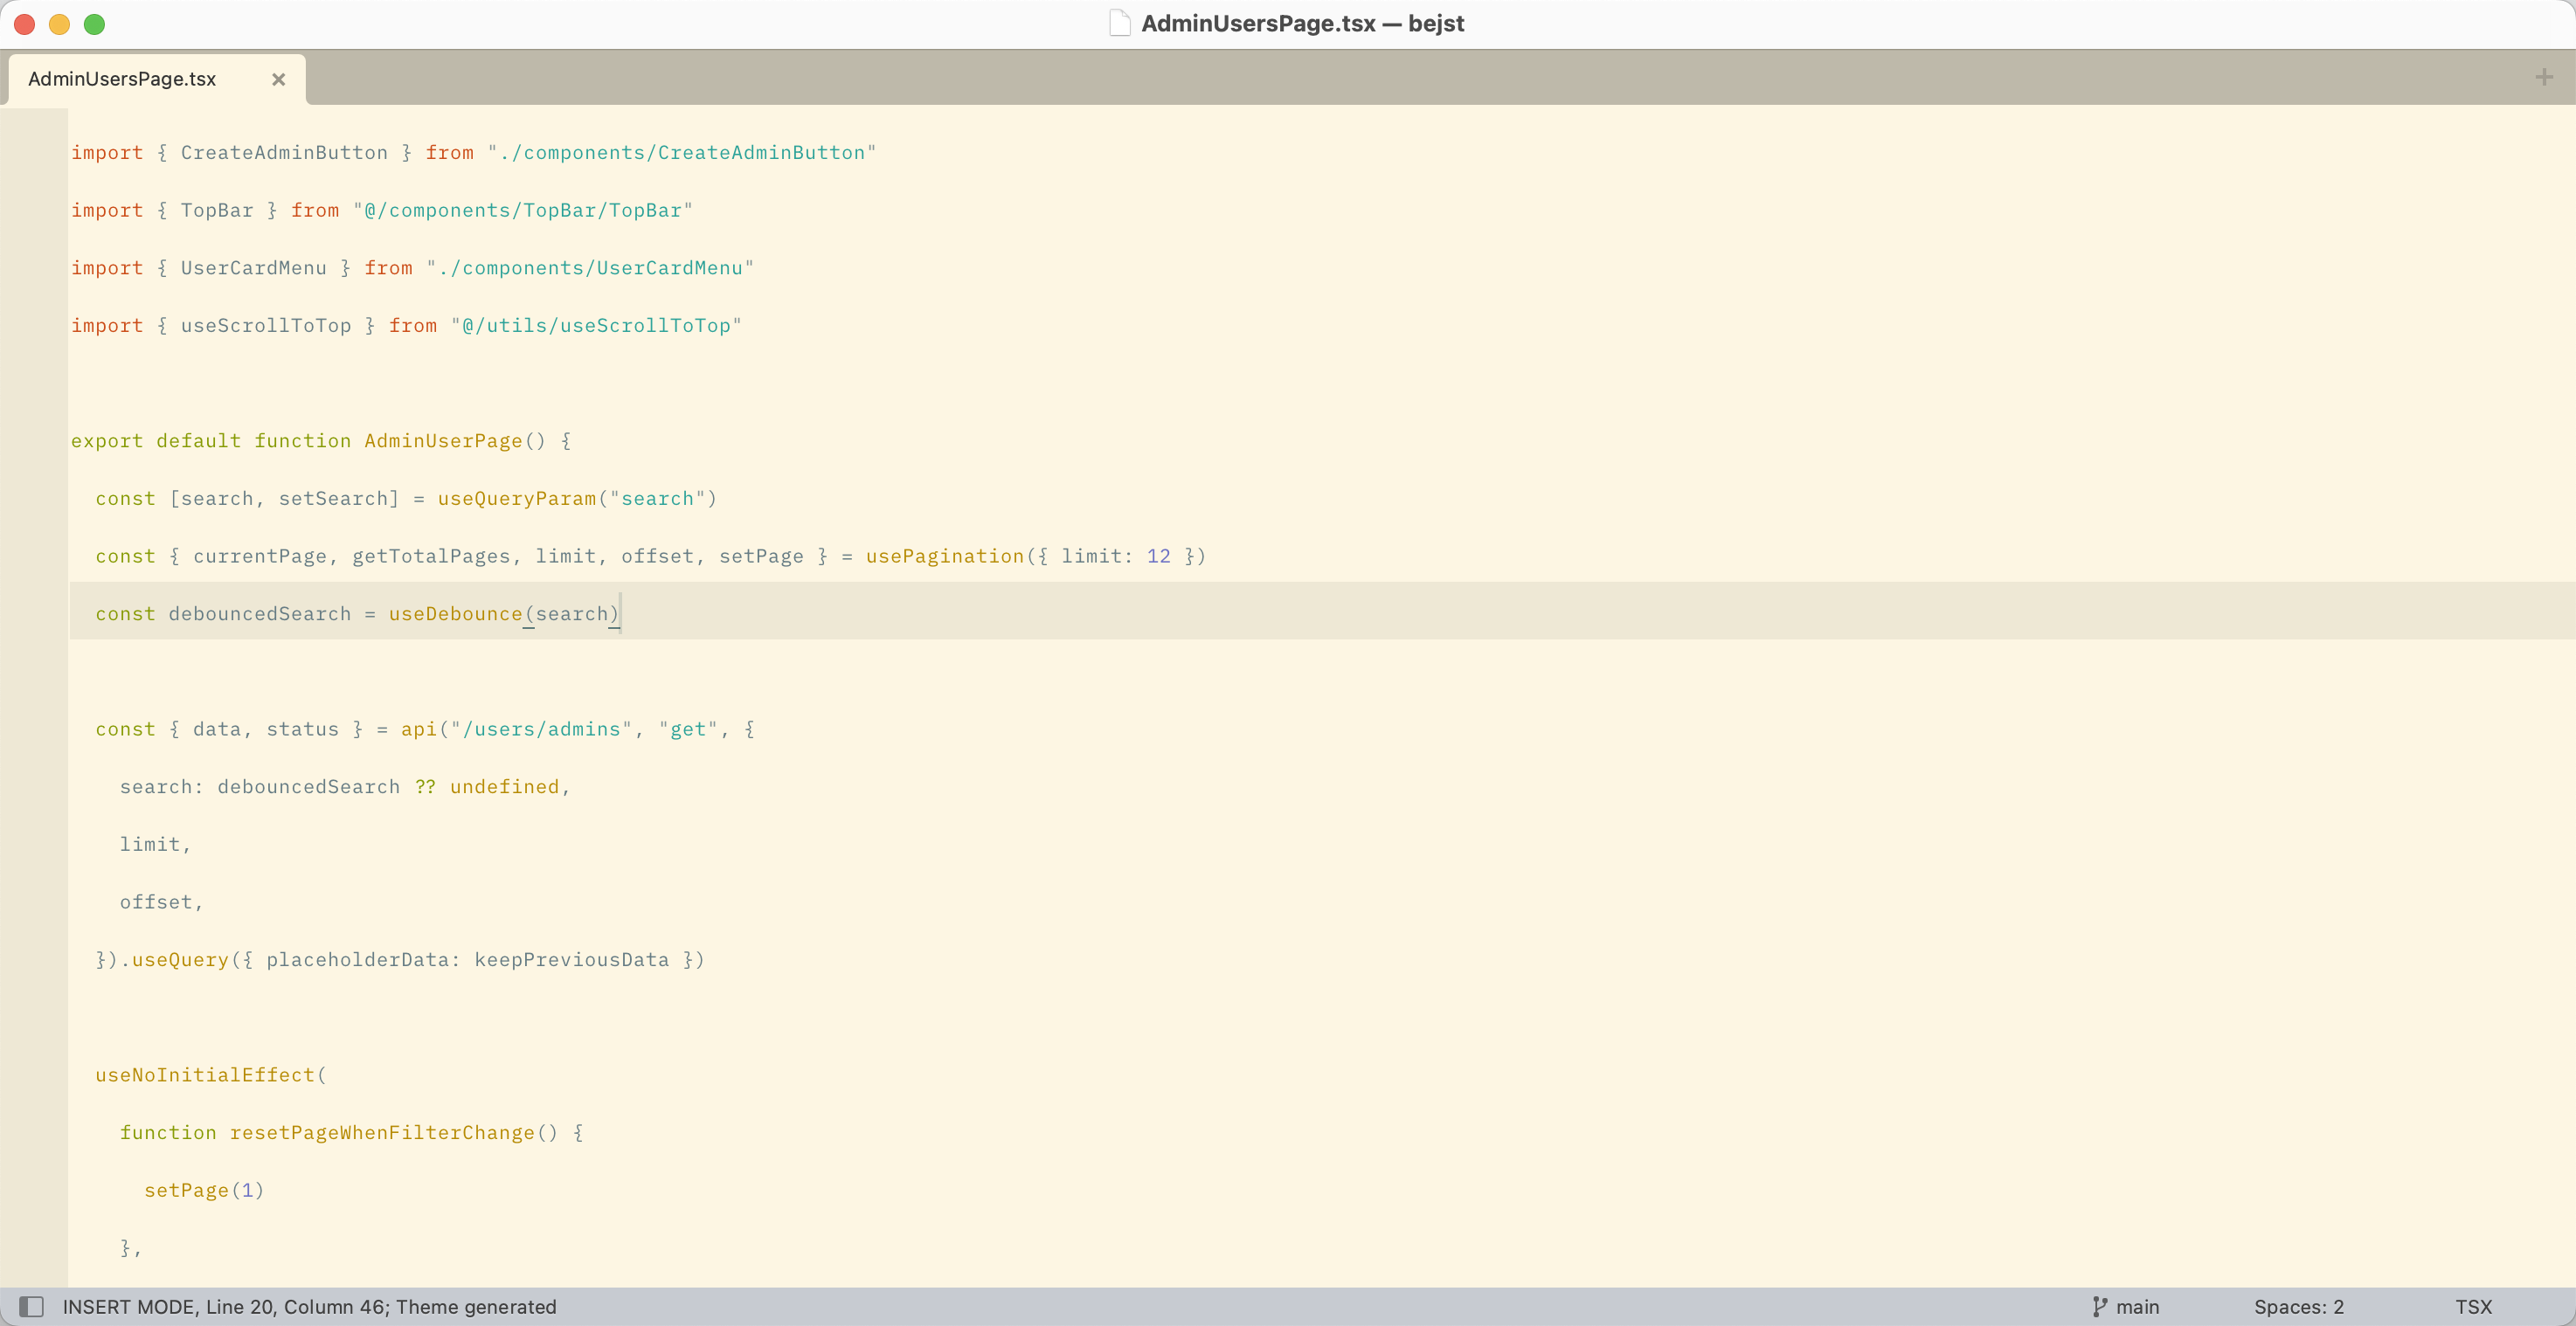 AdminUsersPage.tsx — bejst
AdminUsersPage.tsx
import { CreateAdminButton } from "./components/CreateAdminButton"
import { TopBar } from "@/components/TopBar/TopBar"
import { UserCardMenu } from "./components/UserCardMenu"
import { useScrollToTop } from "@/utils/useScrollToTop"
export default function AdminUserPage() {
  const [search, setSearch] = useQueryParam("search")
  const { currentPage, getTotalPages, limit, offset, setPage } = usePagination({ limit: 12 })
  const debouncedSearch = useDebounce(search)
  const { data, status } = api("/users/admins", "get", {
    search: debouncedSearch ?? undefined,
    limit,
    offset,
  }).useQuery({ placeholderData: keepPreviousData })
  useNoInitialEffect(
    function resetPageWhenFilterChange() {
      setPage(1)
    },
INSERT MODE, Line 20, Column 46; Theme generated
main
Spaces: 2
TSX